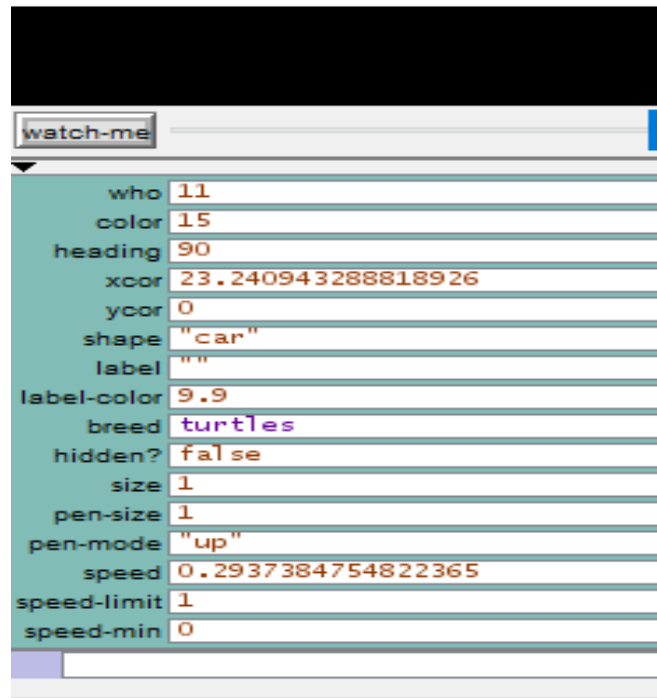 watch-me
who 11
color 15
heading 90
xcor 23.240943288818926
ycor 0
shape "car"
label ""
label-color 9.9
breed turtles
hidden? false
size 1
pen-size 1
pen-mode "up"
speed 0.2937384754822365
speed-limit 1
speed-min 0